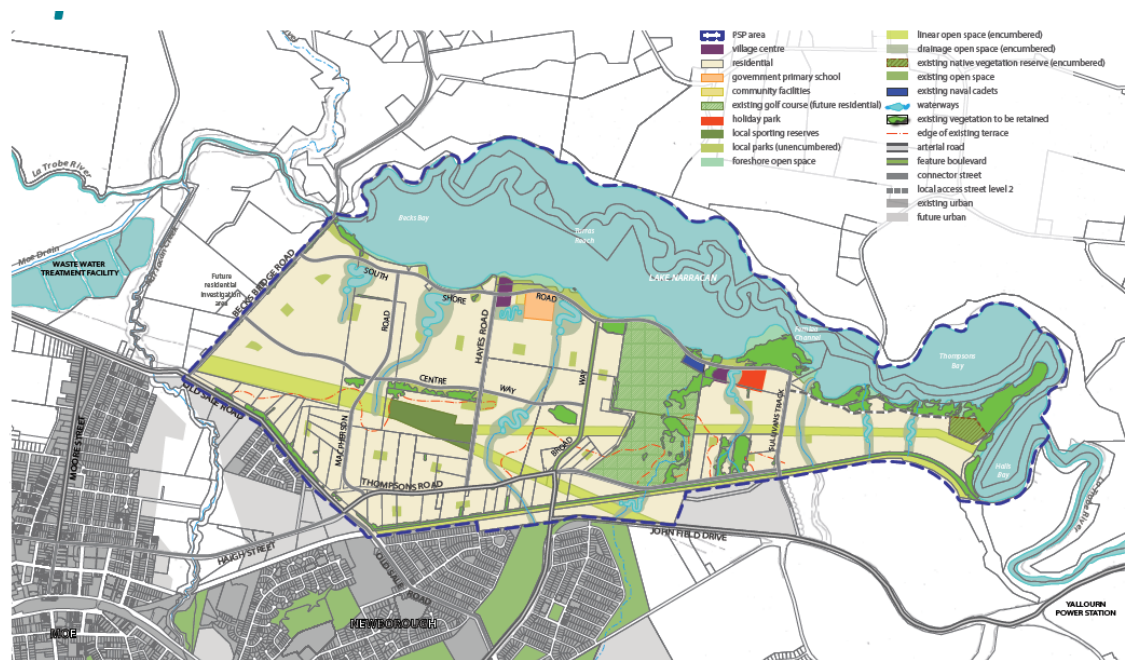 PSP area
village centre
residential
government primary school
community facilities
existing golf course (future residential)
holiday park
local sporting reserves
local parks (unencumbered)
foreshore open space
linear open space (encumbered)
drainage open space (encumbered)
existing native vegetation reserve (encumbered)
existing open space
existing naval cadets
waterways
existing vegetation to be retained
edge of existing terrace
arterial road
feature boulevard
connector street
local access street level 2
existing urban
future urban
La Trobe River
Moe Drain
WASTE WATER
TREATMENT FACILITY
Future
residential
investigation
area
BECKS BRIDGE ROAD
Becks Bay
Turras
Reach
LAKE NARRACAN
SOUTH
SHORE
ROAD
ROAD
HAYES ROAD
Channel
Thompsons
Bay
OLD SALE ROAD
CENTRE
WAY
WAY
MACPHERSON
BROAD
SULLIVANS TRACK
Halls
Bay
MOORE STREET
THOMPSONS ROAD
La Trobe River
HAIGH STREET
JOHN FIELD DRIVE
OLD SALE
ROAD
NEWBOROUGH
MOE
YALLOURN
POWER STATION